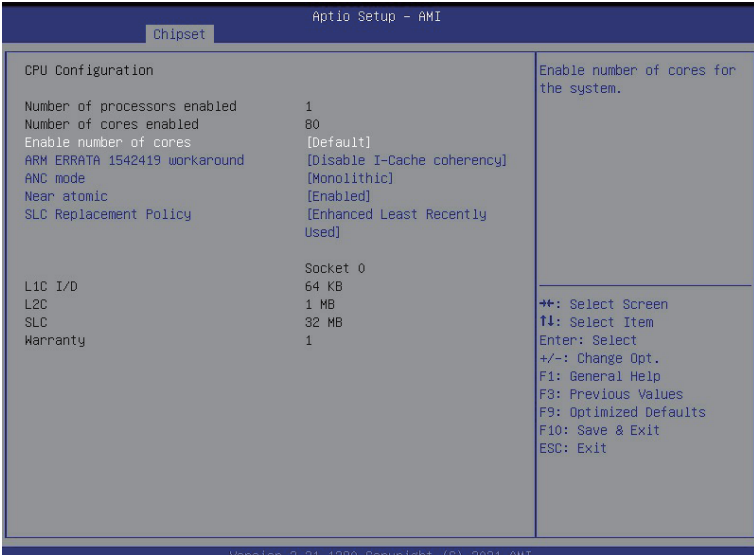 Aptio Setup – AMI
Chipset
CPU Configuration
Number of processors enabled 1
Number of cores enabled 80
Enable number of cores [Default]
ARM ERRATA 1542419 workaround [Disable I-Cache coherency]
ANC mode [Monolithic]
Near atomic [Enabled]
SLC Replacement Policy [Enhanced Least Recently
Used]
Socket 0
L1C I/D 64 KB
L2C 1 MB
SLC 32 MB
Warranty 1
Enable number of cores for
the system.
→←: Select Screen
↑↓: Select Item
Enter: Select
+/-: Change Opt.
F1: General Help
F3: Previous Values
F9: Optimized Defaults
F10: Save & Exit
ESC: Exit
Copyright (C) 2021 AMI